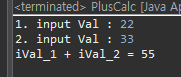 <terminated> PlusCalc [Java Ap
1. input Val : 22
2. input Val : 33
iVal_1 + iVal_2 = 55